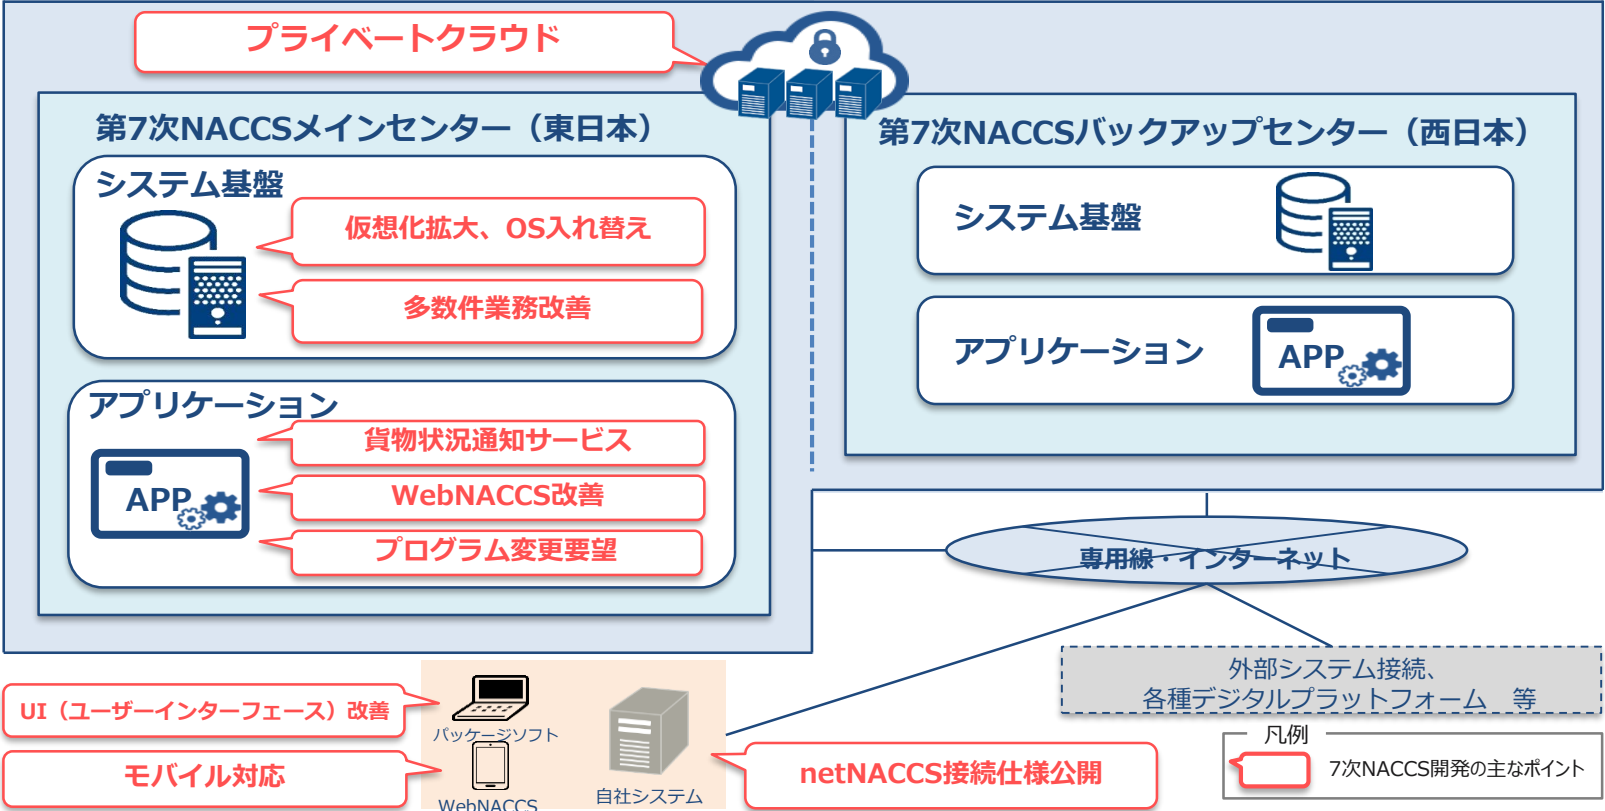 プライベートクラウド
第7次NACCSメインセンター（東日本）
システム基盤
仮想化拡大、OS入れ替え
多数件業務改善
アプリケーション
貨物状況通知サービス
APP
WebNACCS改善
プログラム変更要望
第7次NACCSバックアップセンター（西日本）
システム基盤
アプリケーション
APP
専用線・インターネット
外部システム接続、
各種デジタルプラットフォーム　等
UI（ユーザーインターフェース）改善
パッケージソフト
モバイル対応
WebNACCS
自社システム
netNACCS接続仕様公開
凡例
7次NACCS開発の主なポイント